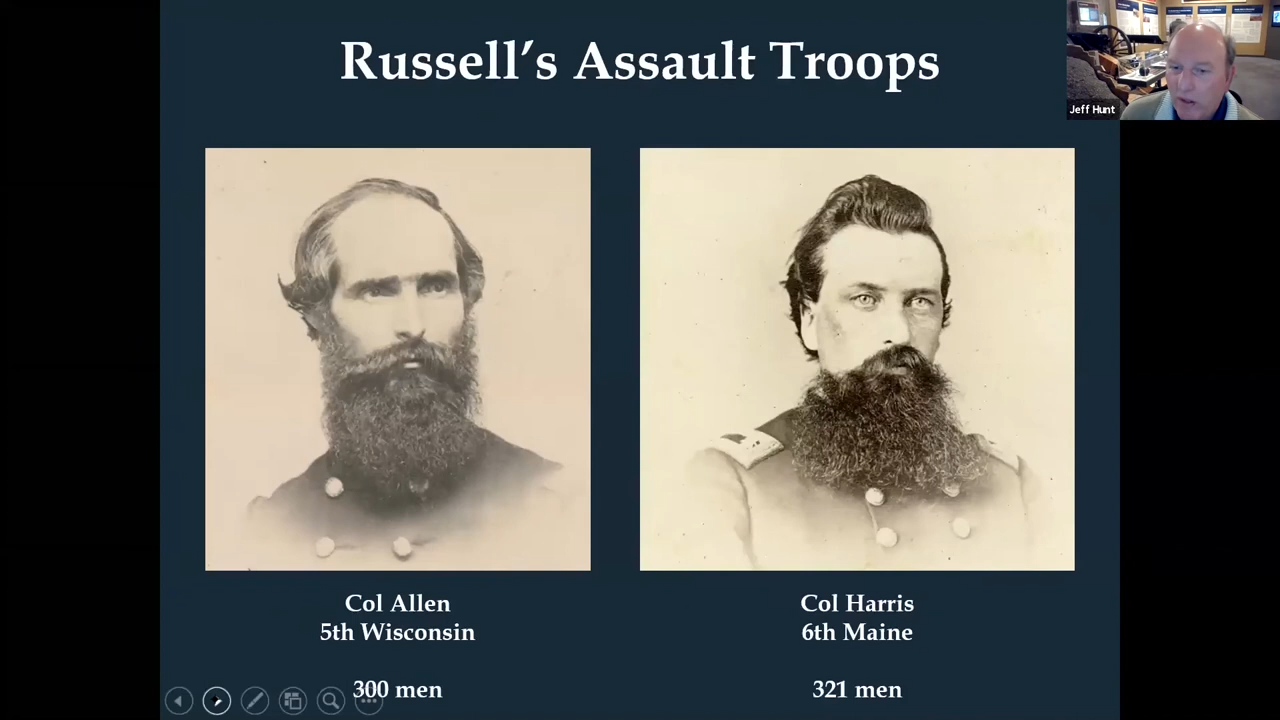 Russell's Assault Troops
Jeff Hunt
Col Allen
5th Wisconsin
300 men
Col Harris
6th Maine
321 men